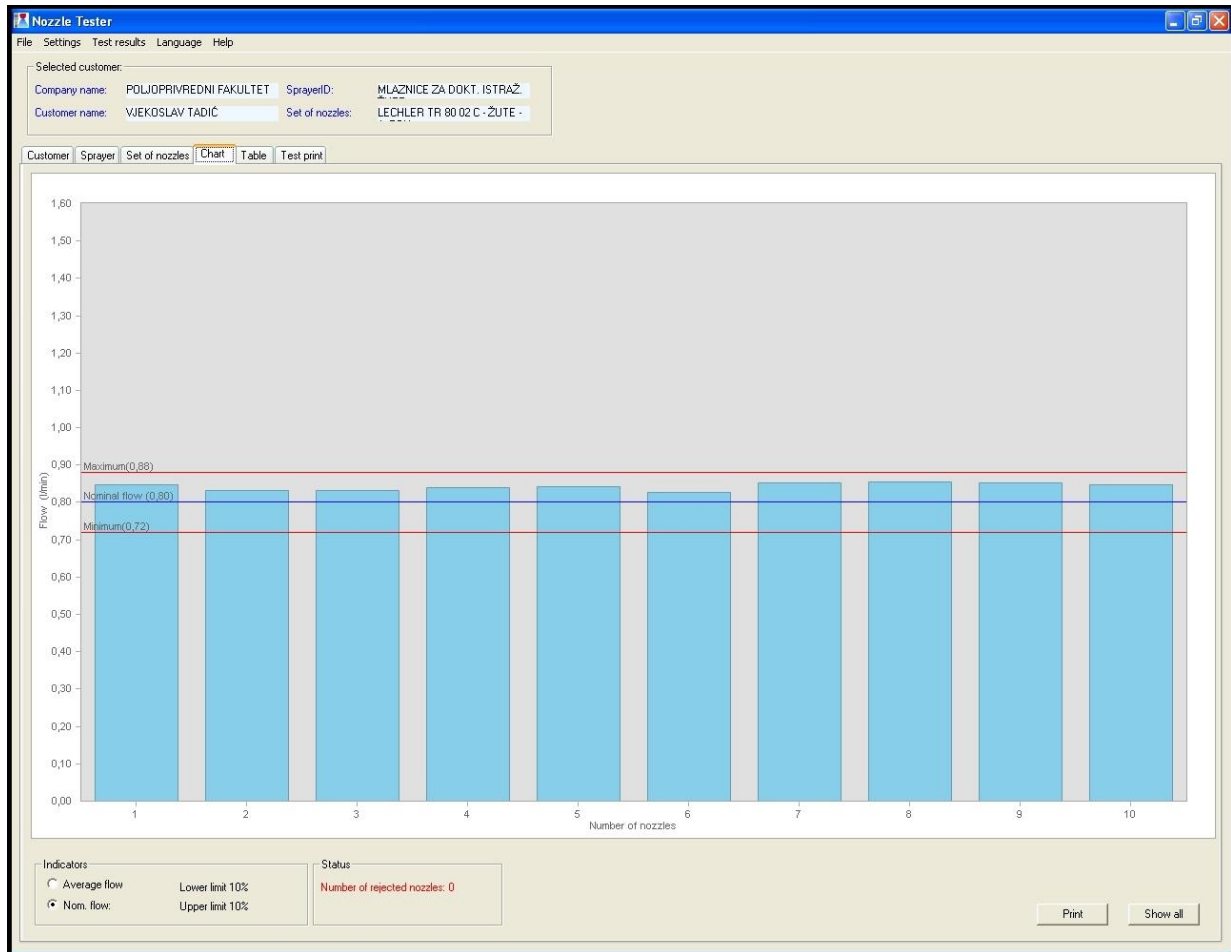 Nozzle Tester
File Settings Test results Language Help
Selected customer:
Company name: POLJOPRIVREDNI FAKULTET SprayerID: MLAZNICE ZA DOKT. ISTRAŽ.
Customer name: VJEKOSLAV TADIĆ Set of nozzles: LECHLER TR 80 02 C - ŽUTE -
Customer Sprayer Set of nozzles Chart Table Test print
1,60
1,50
1,40
1,30
1,20
1,10
1,00
0,90
Maximum(0,88)
Nominal flow (0,80)
0,80
Flow (l/min)
Minimum(0,72)
0,70
0,60
0,50
0,40
0,30
0,20
0,10
0,00
1 2 3 4 5 6 7 8 9 10
Number of nozzles
Indicators
Average flow Lower limit 10%
Nom. flow: Upper limit 10%
Status
Number of rejected nozzles: 0
Print Show all